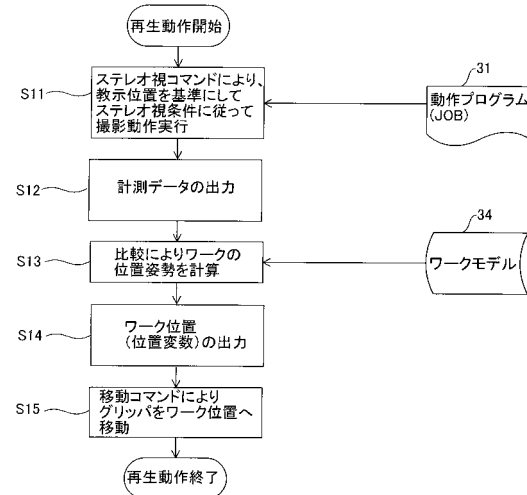 再生動作開始
S11
ステレオ視コマンドにより、
教示位置を基準にして
ステレオ視条件に従って
撮影動作実行
31
動作プログラム
(JOB)
S12
計測データの出力
S13
比較によりワークの
位置姿勢を計算
34
ワークモデル
S14
ワーク位置
(位置変数)の出力
S15
移動コマンドにより
グリッパをワーク位置へ
移動
再生動作終了